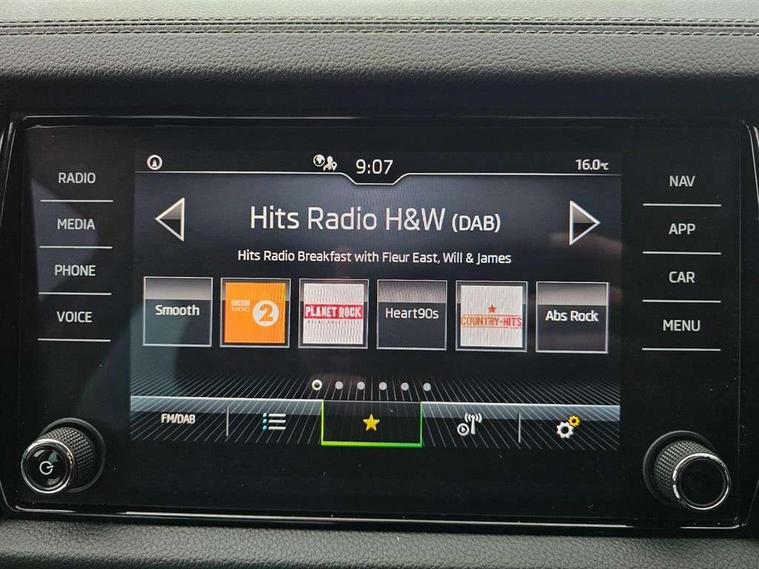 RADIO
MEDIA
PHONE
VOICE
9:07
16.0°C
Hits Radio H&W (DAB)
Hits Radio Breakfast with Fleur East, Will & James
Smooth
BBC
RADIO
2
PLANET ROCK
Heart90s
COUNTRY HITS
Abs Rock
FM/DAB
NAV
APP
CAR
MENU